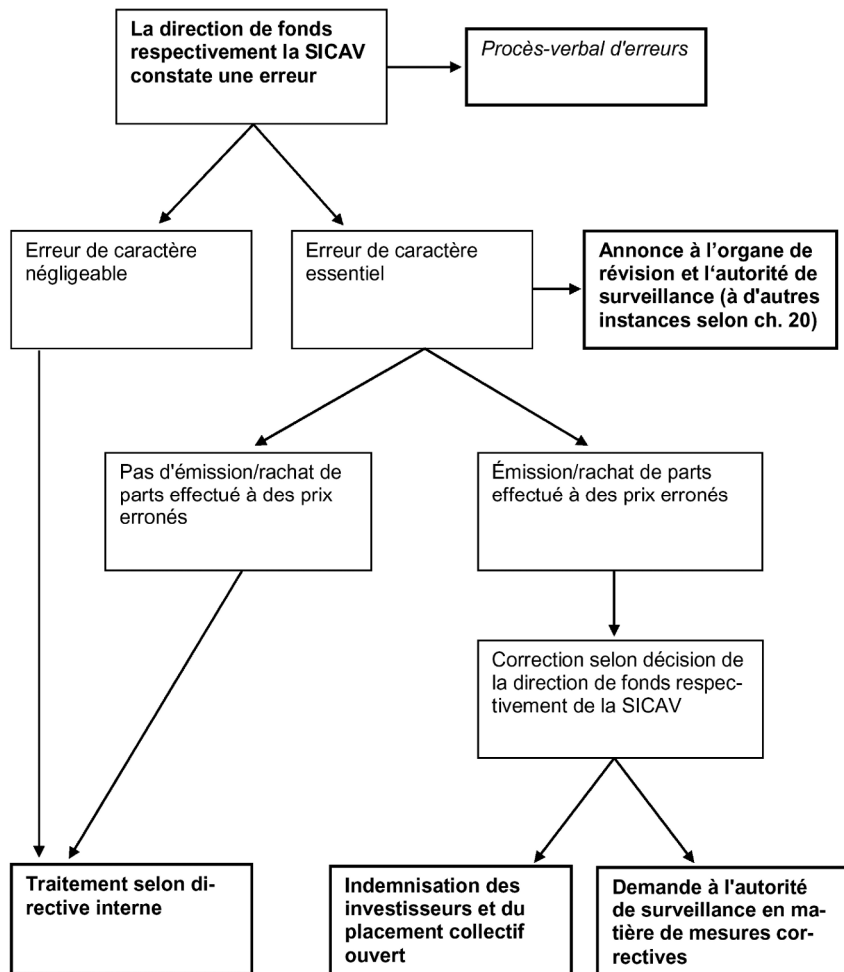 La direction de fonds
respectivement la SICAV
constate une erreur
Procès-verbal d'erreurs
Erreur de caractère
négligeable
Erreur de caractère
essentiel
Annonce à l’organe de
révision et l‘autorité de
surveillance (à d'autres
instances selon ch. 20)
Pas d'émission/rachat de
parts effectué à des prix
erronés
Émission/rachat de parts
effectué à des prix erronés
Correction selon décision de
la direction de fonds respec-
tivement de la SICAV
Traitement selon di-
rective interne
Indemnisation des
investisseurs et du
placement collectif
ouvert
Demande à l'autorité
de surveillance en ma-
tière de mesures cor-
rectives